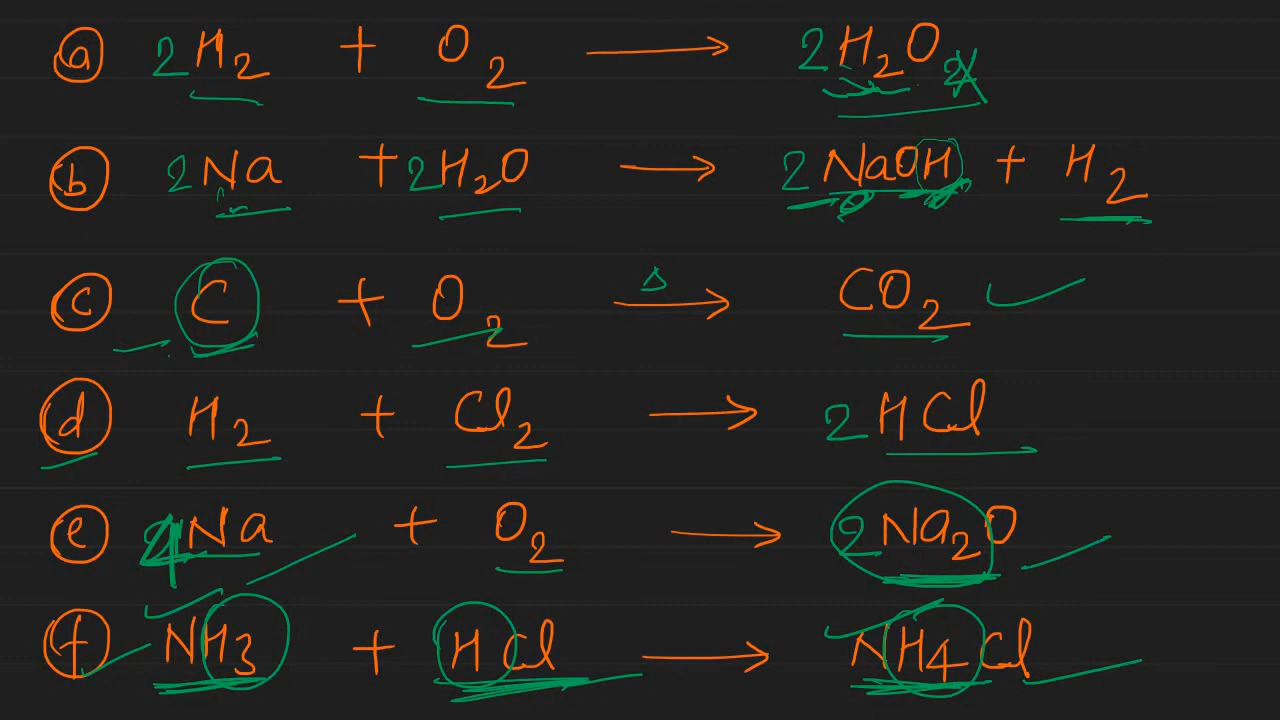 a 2H₂ + O₂ → 2H₂O
b 2Na + 2H₂O → 2NaOH + H₂
c C + O₂ Δ→ CO₂
d H₂ + Cl₂ → 2HCl
e 4Na + O₂ → 2Na₂O
f NH3 + HCl → NH4Cl